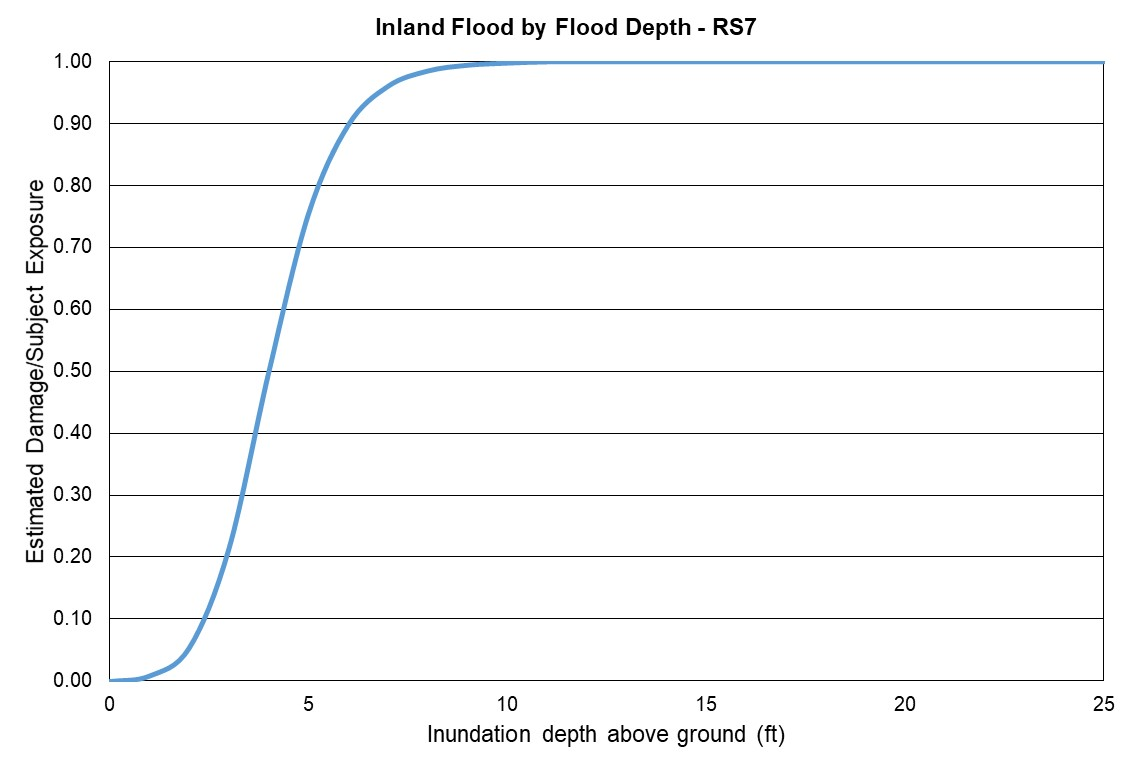 Inland Flood by Flood Depth - RS7
Estimated Damage/Subject Exposure
1.00
0.90
0.80
0.70
0.60
0.50
0.40
0.30
0.20
0.10
0.00
0 5 10 15 20 25
Inundation depth above ground (ft)